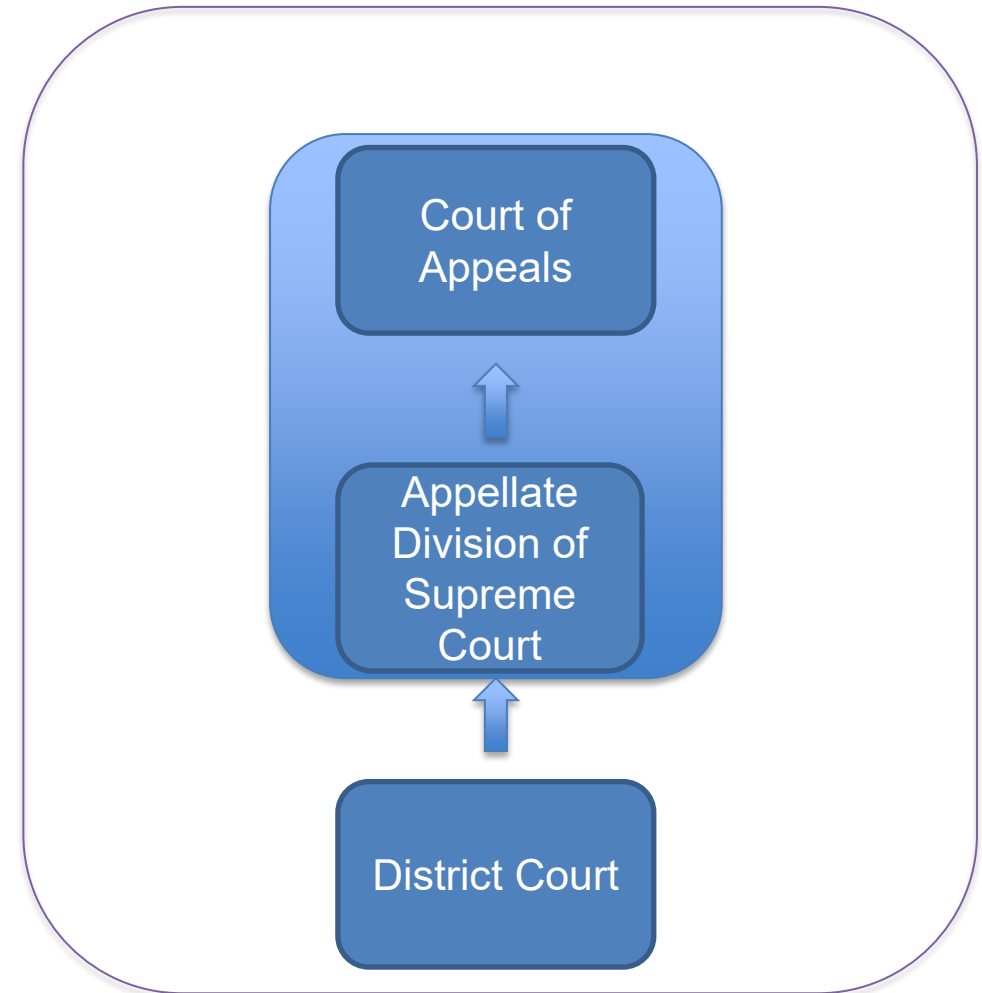 Court of
Appeals
Appellate
Division of
Supreme
Court
District Court